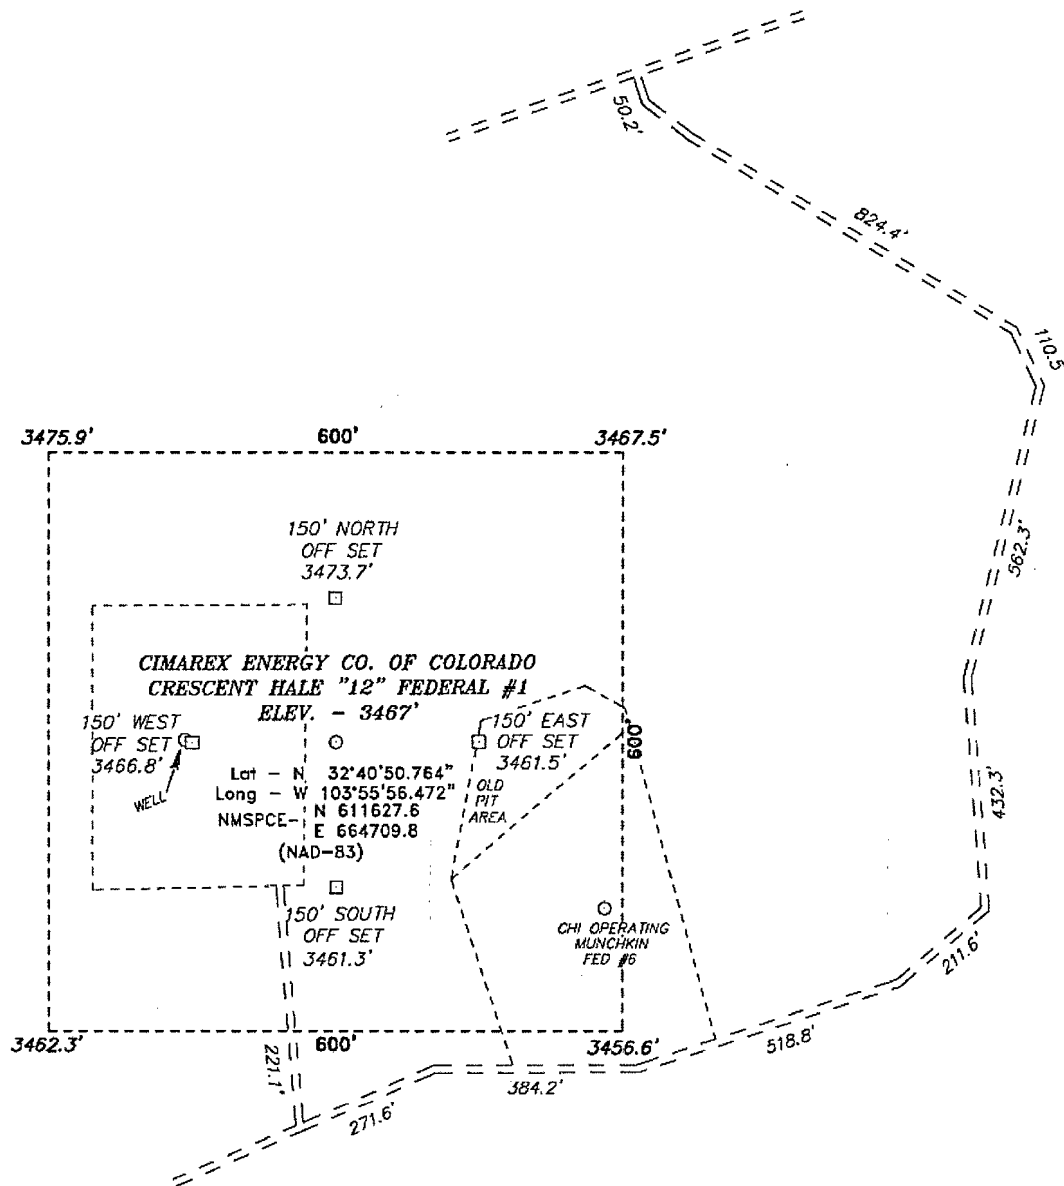 50.2'
824.4'
110.5
3475.9'
600'
3467.5'
150' NORTH
OFF SET
3473.7'
562.3'
CIMAREX ENERGY CO. OF COLORADO
CRESCENT HALE "12" FEDERAL #1
ELEV. - 3467'
150' WEST
OFF SET
3466.8'
WELL
150' EAST
OFF SET
3461.5'
600'
OLD
PIT
AREA
Lat - N 32°40'50.764"
Long - W 103°55'56.472"
NMSPCE- N 611627.6
E 664709.8
(NAD-83)
432.3'
150' SOUTH
OFF SET
3461.3'
CHI OPERATING
MUNCHKIN
FED #6
211.6'
3462.3'
600'
3456.6'
518.8'
221.1'
384.2'
271.6'